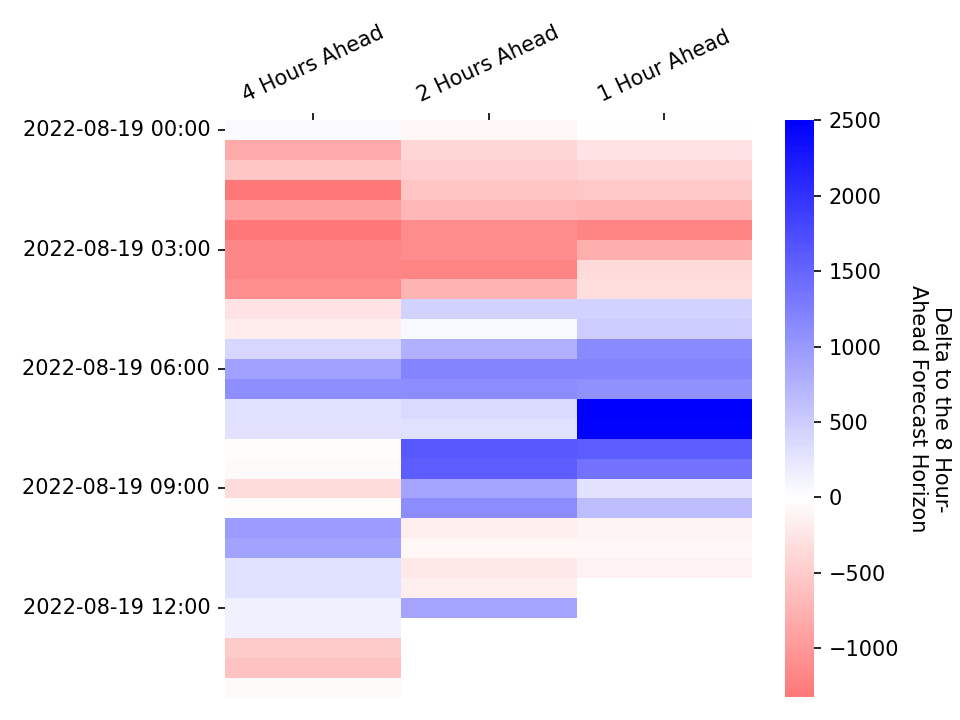 4 Hours Ahead
2 Hours Ahead
1 Hour Ahead
2022-08-19 00:00
2022-08-19 03:00
2022-08-19 06:00
2022-08-19 09:00
2022-08-19 12:00
2500
2000
1500
1000
500
0
−500
−1000
Delta to the 8 Hour-
Ahead Forecast Horizon